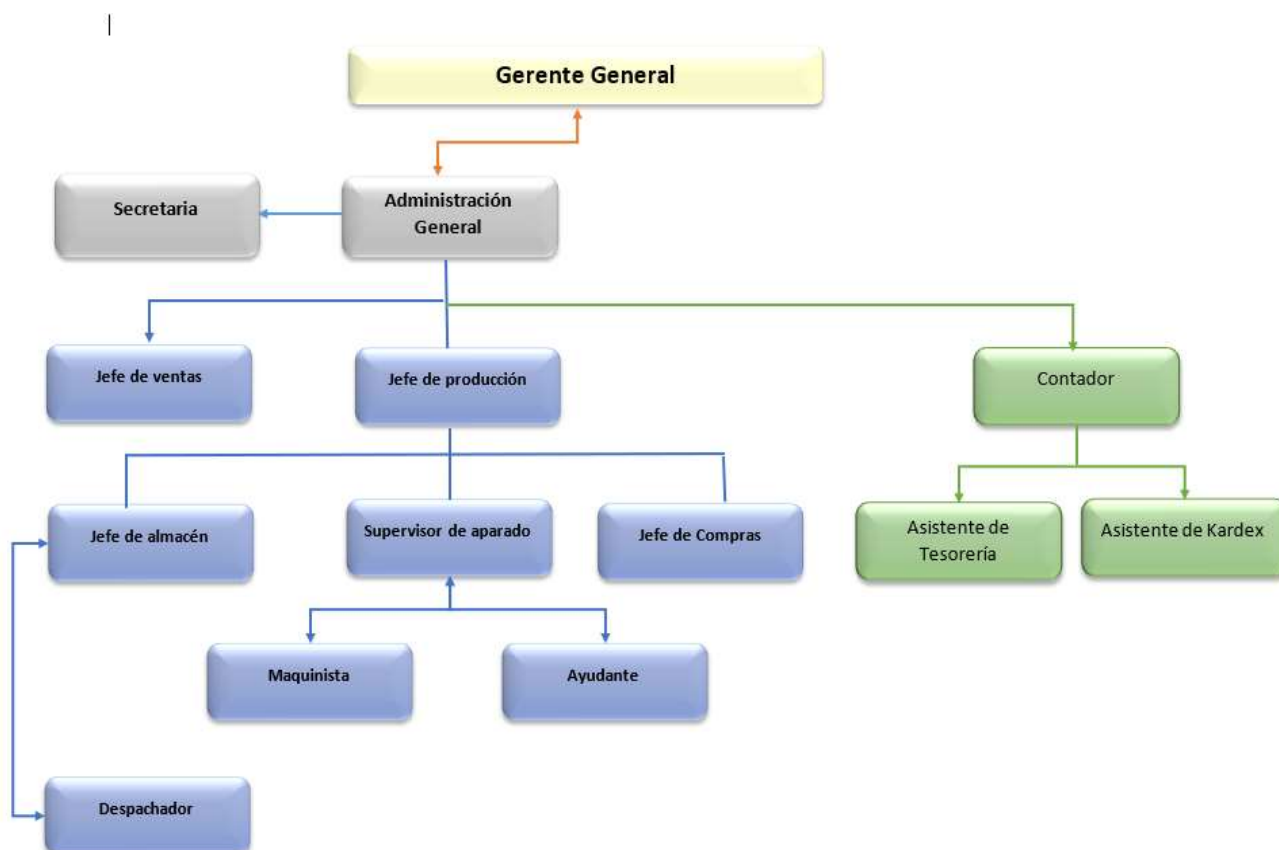 Gerente General
Secretaria
Administración
General
Jefe de ventas
Jefe de producción
Contador
Jefe de almacén
Supervisor de aparado
Jefe de Compras
Asistente de
Tesorería
Asistente de Kardex
Maquinista
Ayudante
Despachador